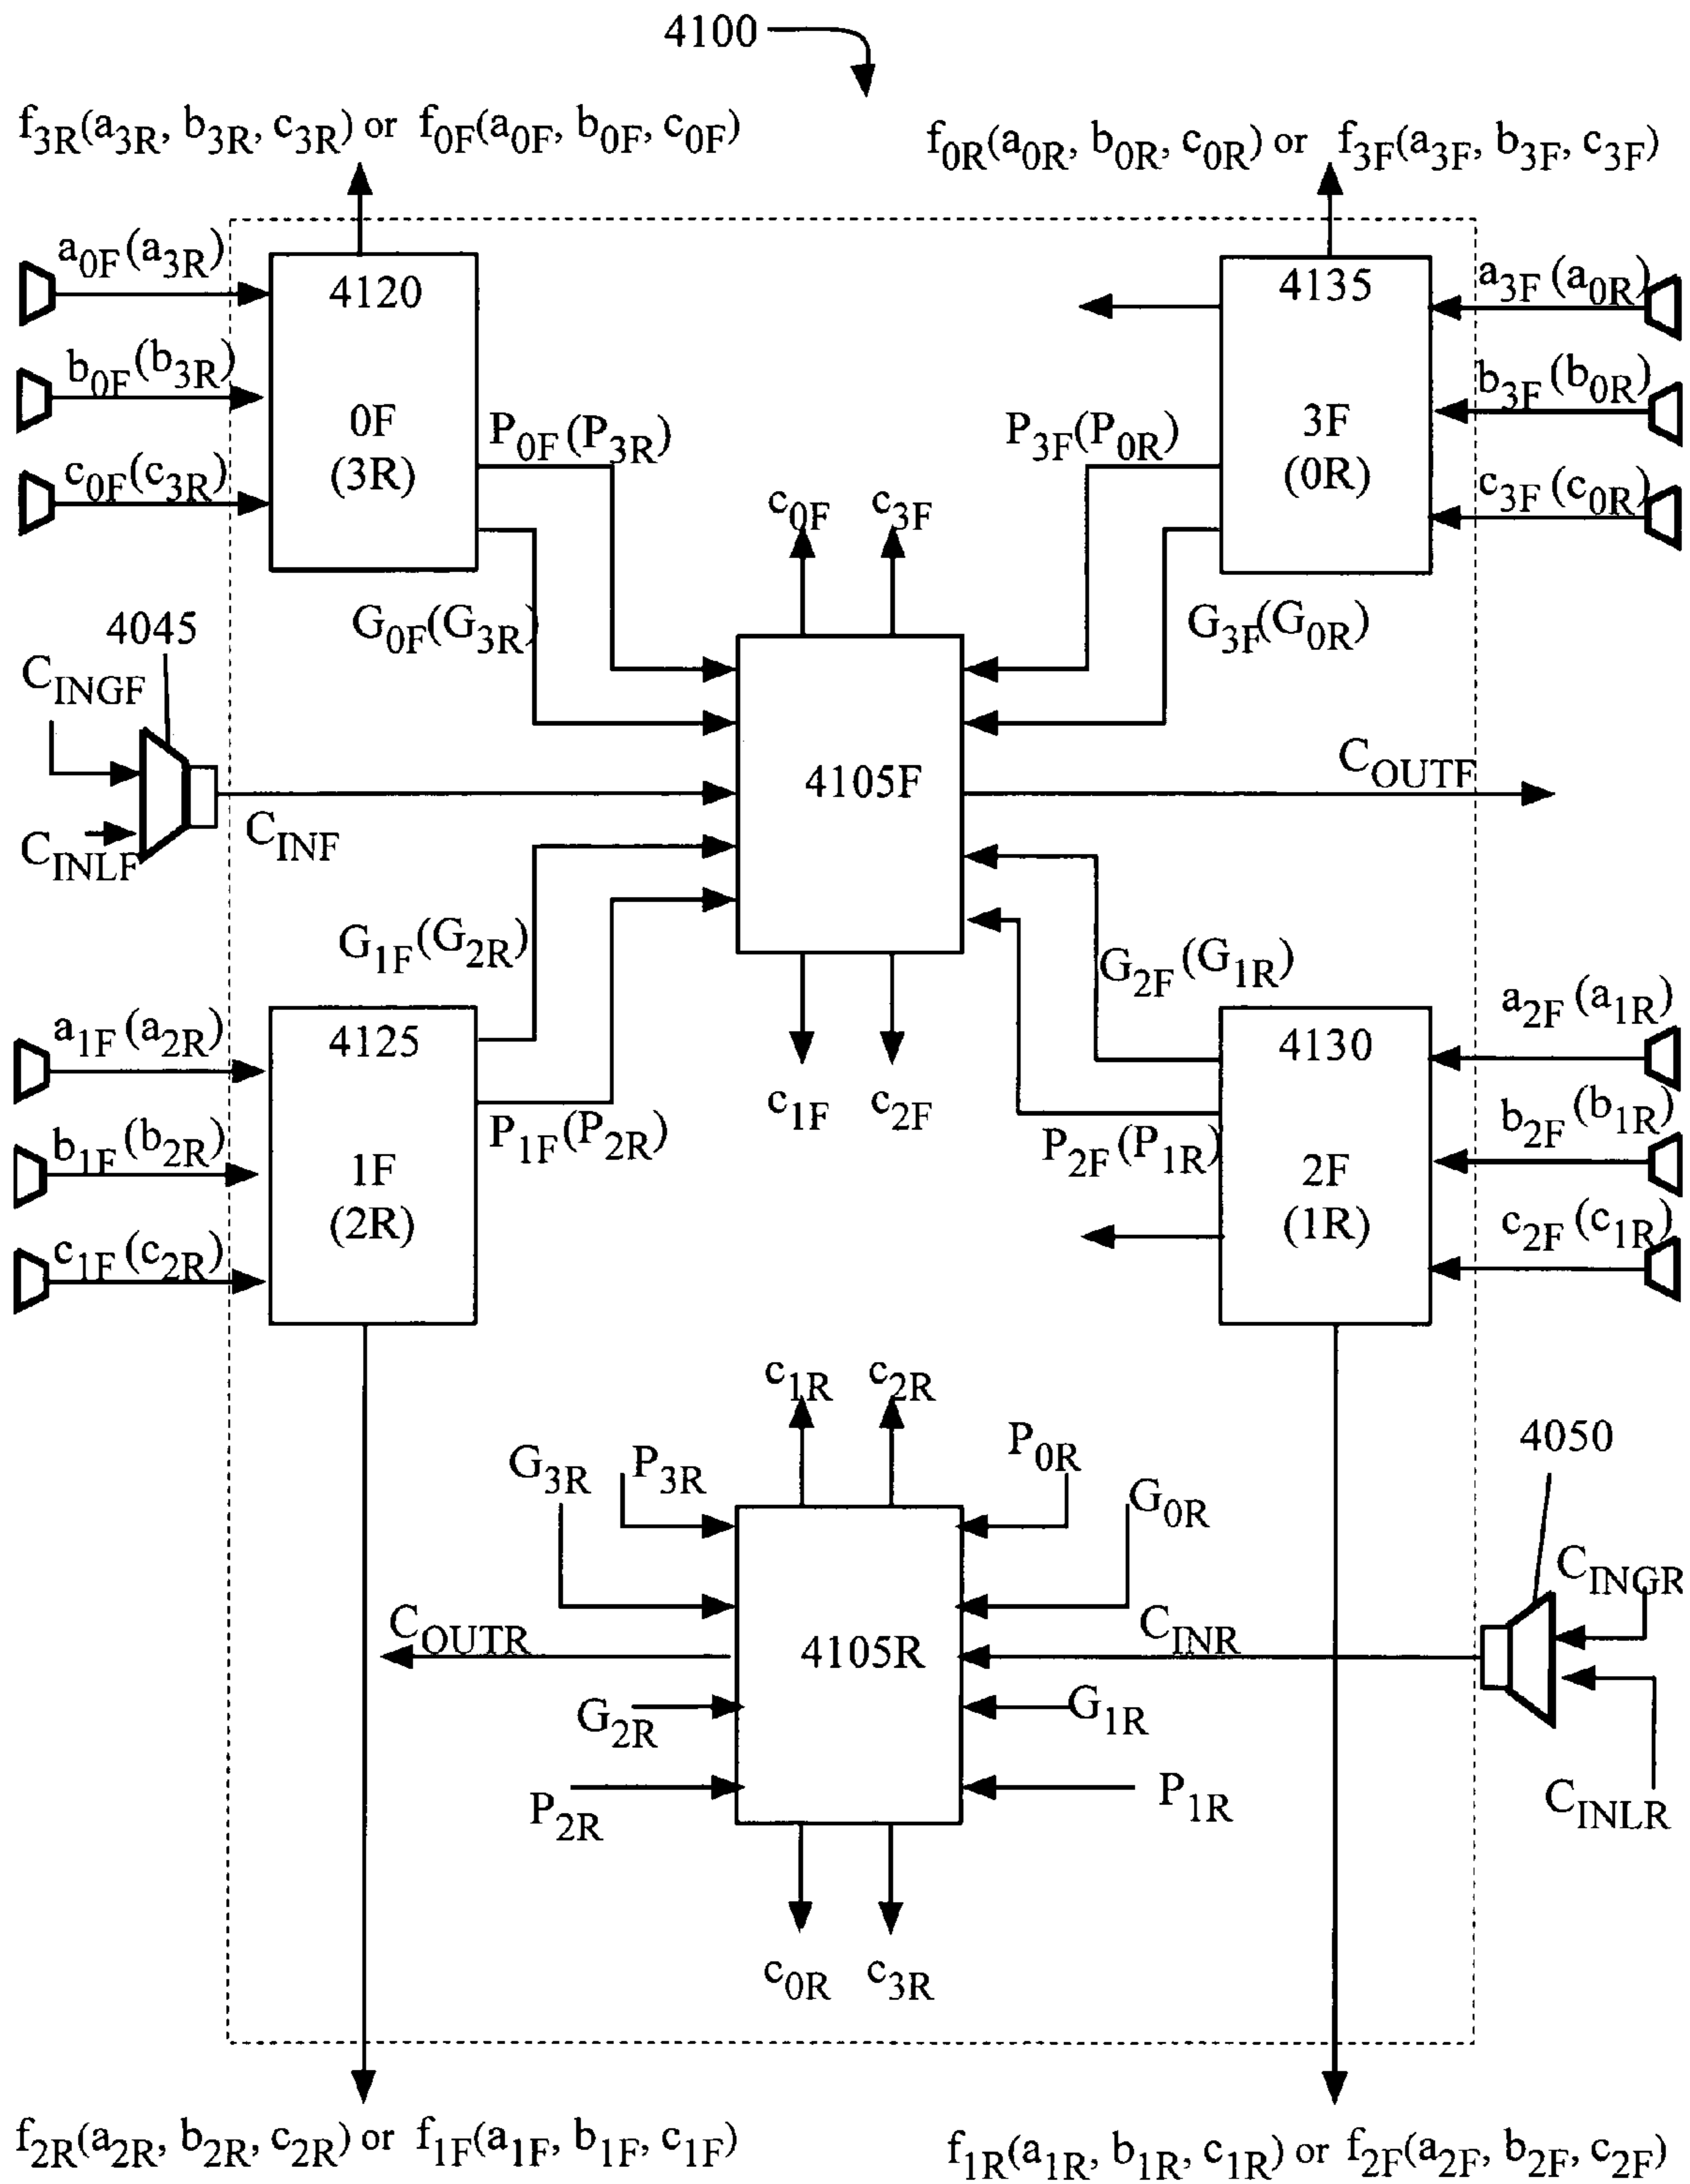 4100
f3R(a3R, b3R, c3R) or f0F(a0F, b0F, c0F)
f0R(a0R, b0R, c0R) or f3F(a3F, b3F, c3F)
a0F (a3R)
4120
4135
a3F (a0R)
b0F (b3R)
b3F (b0R)
0F
(3R)
P0F (P3R)
P3F(P0R)
3F
(0R)
c0F (c3R)
c3F (c0R)
c0F
c3F
4045
G0F(G3R)
G3F(G0R)
CINGF
4105F
COUTF
CINLF
CINF
G1F(G2R)
G2F (G1R)
a1F (a2R)
4125
4130
a2F (a1R)
c1F
c2F
b1F (b2R)
P1F(P2R)
P2F (P1R)
b2F (b1R)
1F
(2R)
2F
(1R)
c1F (c2R)
c2F (c1R)
c1R
c2R
4050
G3R
P3R
P0R
G0R
CINGR
COUTR
4105R
CINR
G2R
G1R
P2R
P1R
CINLR
c0R
c3R
f2R(a2R, b2R, c2R) or f1F(a1F, b1F, c1F)
f1R(a1R, b1R, c1R) or f2F(a2F, b2F, c2F)